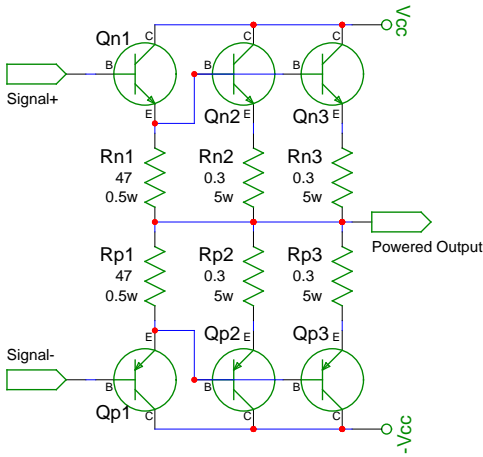 Qn1
C
B
E
Qn2
C
B
E
Qn3
C
B
E
Vcc
Signal+
Rn1
47
0.5w
Rn2
0.3
5w
Rn3
0.3
5w
Powered Output
Rp1
47
0.5w
Rp2
0.3
5w
Rp3
0.3
5w
Signal-
Qp1
E
B
C
Qp2
E
B
C
Qp3
E
B
C
-Vcc